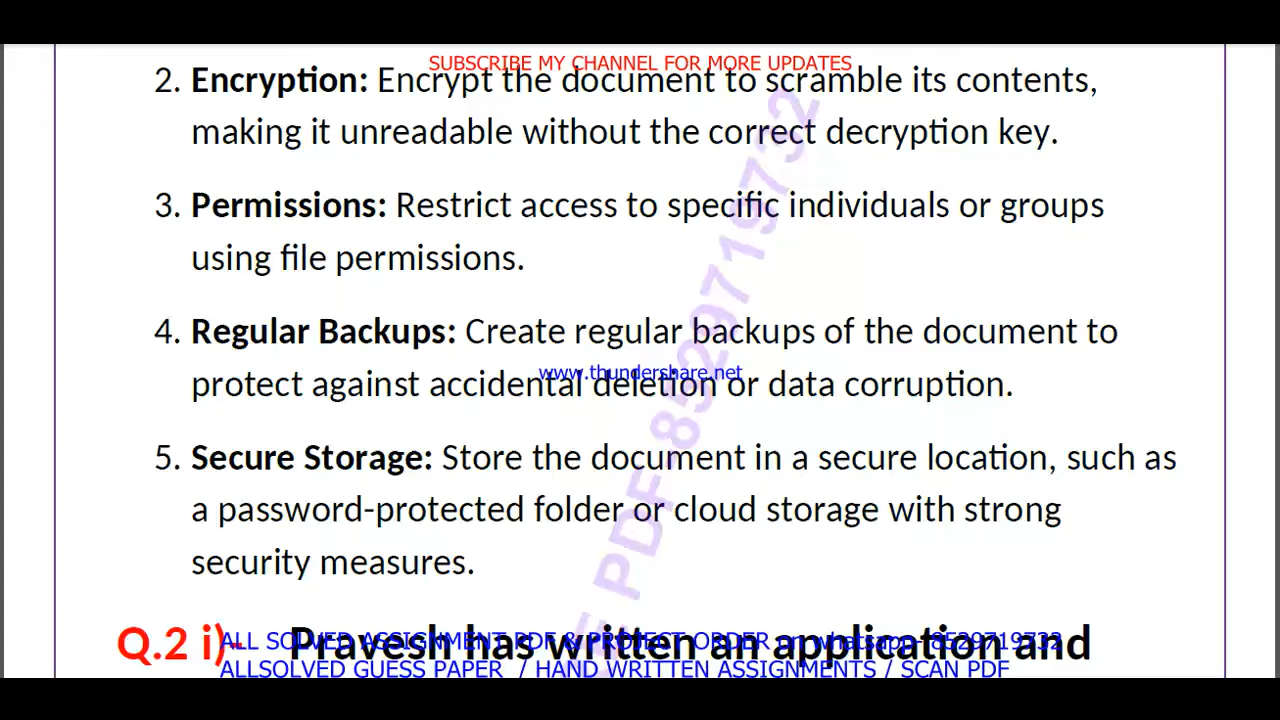 SUBSCRIBE MY CHANNEL FOR MORE UPDATES
2. Encryption: Encrypt the document to scramble its contents,
making it unreadable without the correct decryption key.
3. Permissions: Restrict access to specific individuals or groups
using file permissions.
4. Regular Backups: Create regular backups of the document to
www.thundershare.net
protect against accidental deletion or data corruption.
5. Secure Storage: Store the document in a secure location, such as
a password-protected folder or cloud storage with strong
security measures.
PDF-8529719732
Q.2 i)- Pravesh has written an application and
ALL SOLVED ASSIGNMENT PDF & PROJECT ORDER on whatsapp- 8529719732
ALLSOLVED GUESS PAPER / HAND WRITTEN ASSIGNMENTS / SCAN PDF